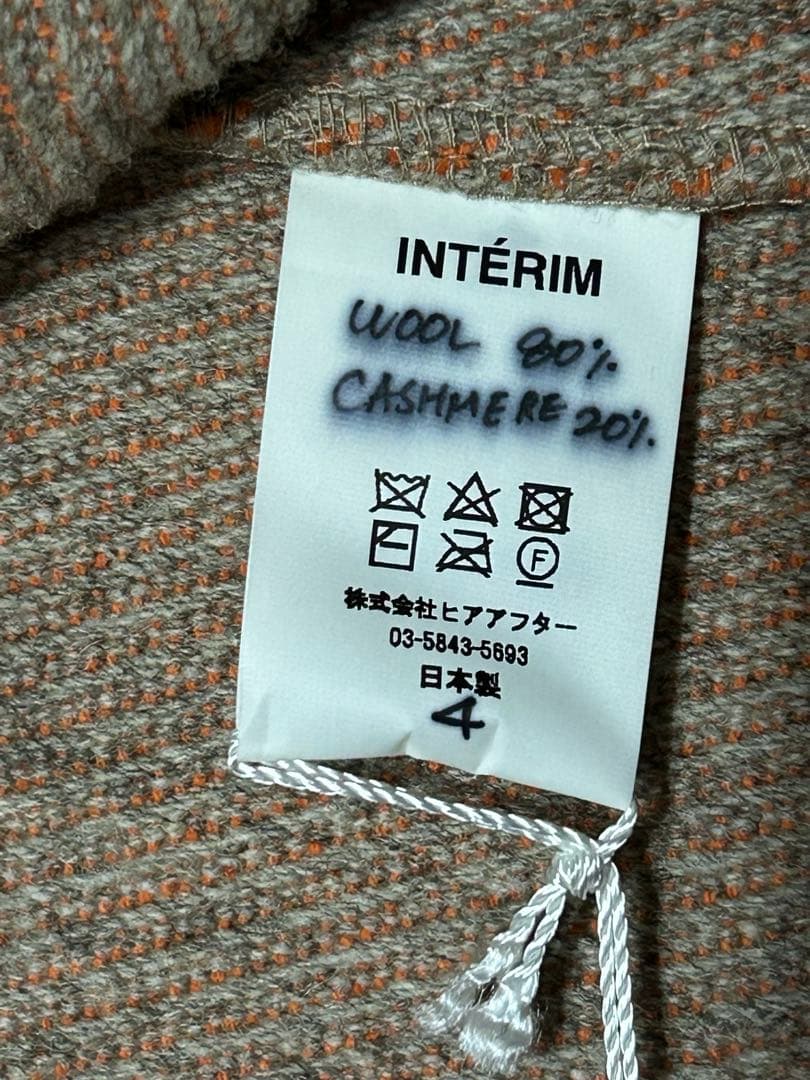 INTÉRIM
WOOL 80%
CASHMERE 20%
F
株式会社ヒアアフター
03-5843-5693
日本製
4